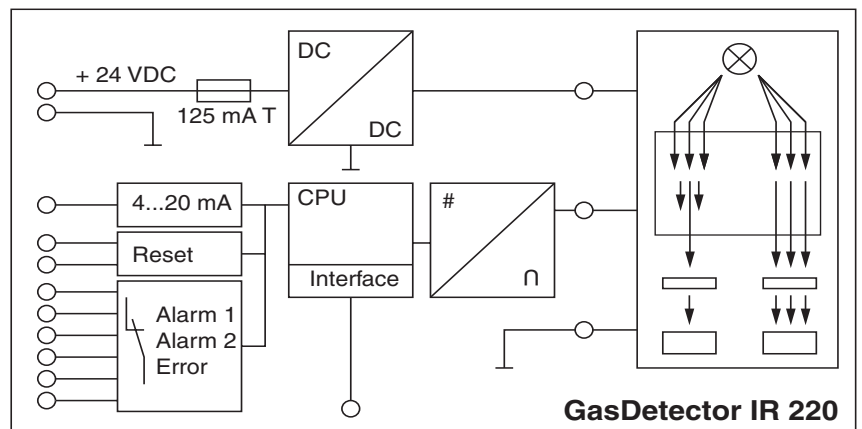 + 24 VDC
125 mA T
DC
DC
4...20 mA
CPU
#
Reset
Interface
∩
Alarm 1
Alarm 2
Error
GasDetector IR 220